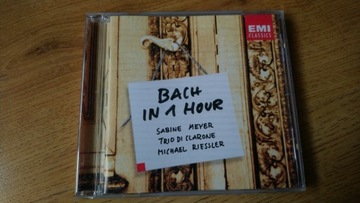 EMI
CLASSICS
BACH
IN 1 HOUR
SABINE MEYER
TRIO DI CLARONE
MICHAEL RIESSLER